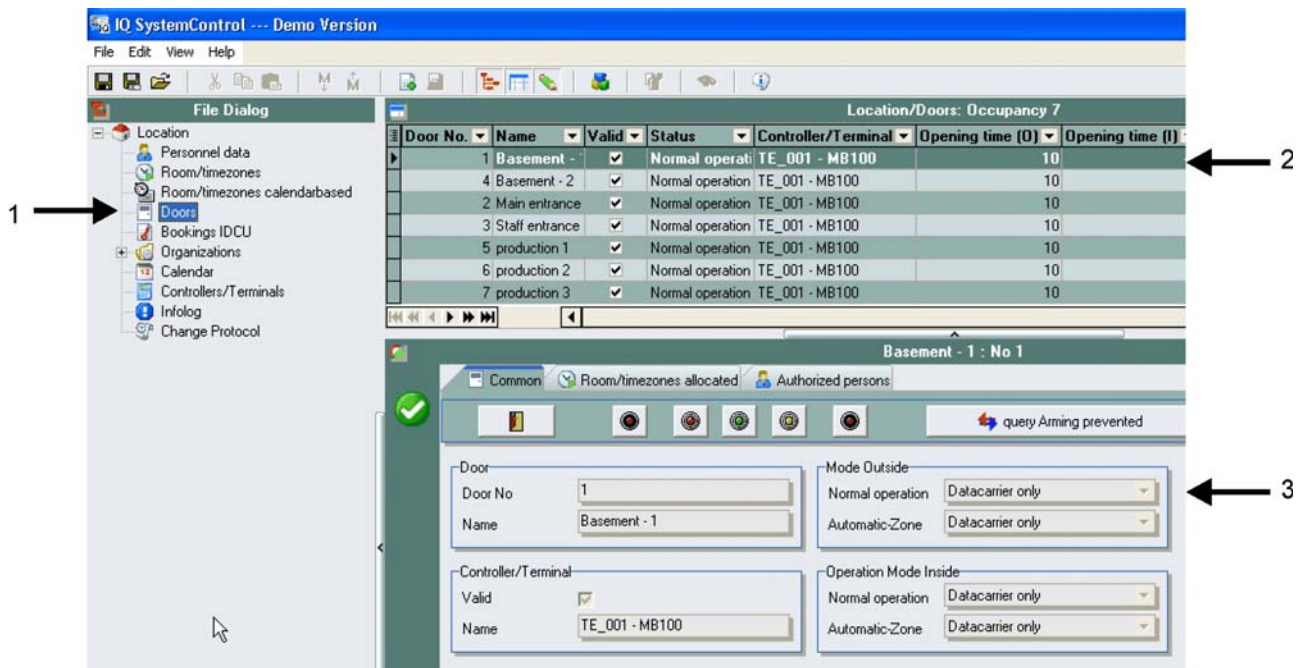 IQ SystemControl --- Demo Version
File Edit View Help
File Dialog
Location
Personnel data
Room/timezones
Room/timezones calendarbased
Doors
Bookings IDCU
Organizations
Calendar
Controllers/Terminals
Infolog
Change Protocol
1
Location/Doors: Occupancy 7
Door No. Name Valid Status Controller/Terminal Opening time (O) Opening time (I)
1 Basement - Normal operati TE_001 - MB100 10
4 Basement - 2 Normal operation TE_001 - MB100 10
2 Main entrance Normal operation TE_001 - MB100 10
3 Staff entrance Normal operation TE_001 - MB100 10
5 production 1 Normal operation TE_001 - MB100 10
6 production 2 Normal operation TE_001 - MB100 10
7 production 3 Normal operation TE_001 - MB100 10
2
Basement - 1 : No 1
Common Room/timezones allocated Authorized persons
query Arming prevented
Door
Door No 1
Name Basement - 1
Mode Outside
Normal operation Datacarrier only
Automatic-Zone Datacarrier only
3
Controller/Terminal
Valid
Name TE_001 - MB100
Operation Mode Inside
Normal operation Datacarrier only
Automatic-Zone Datacarrier only